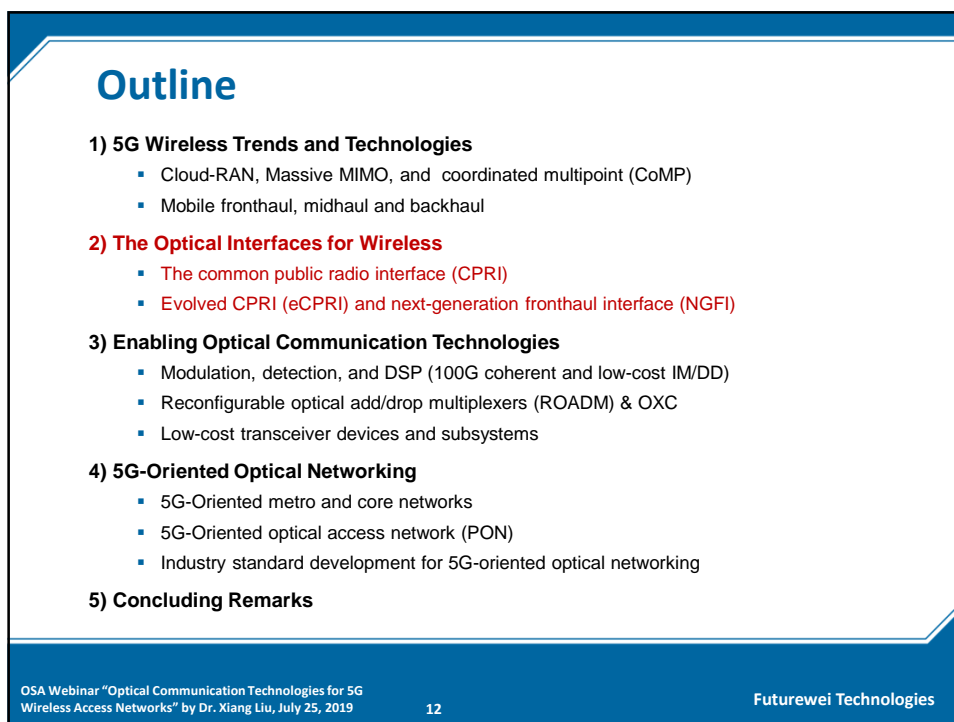 Outline
1) 5G Wireless Trends and Technologies
▪ Cloud-RAN, Massive MIMO, and coordinated multipoint (CoMP)
▪ Mobile fronthaul, midhaul and backhaul
2) The Optical Interfaces for Wireless
▪ The common public radio interface (CPRI)
▪ Evolved CPRI (eCPRI) and next-generation fronthaul interface (NGFI)
3) Enabling Optical Communication Technologies
▪ Modulation, detection, and DSP (100G coherent and low-cost IM/DD)
▪ Reconfigurable optical add/drop multiplexers (ROADM) & OXC
▪ Low-cost transceiver devices and subsystems
4) 5G-Oriented Optical Networking
▪ 5G-Oriented metro and core networks
▪ 5G-Oriented optical access network (PON)
▪ Industry standard development for 5G-oriented optical networking
5) Concluding Remarks
OSA Webinar "Optical Communication Technologies for 5G
Wireless Access Networks" by Dr. Xiang Liu, July 25, 2019
12
Futurewei Technologies